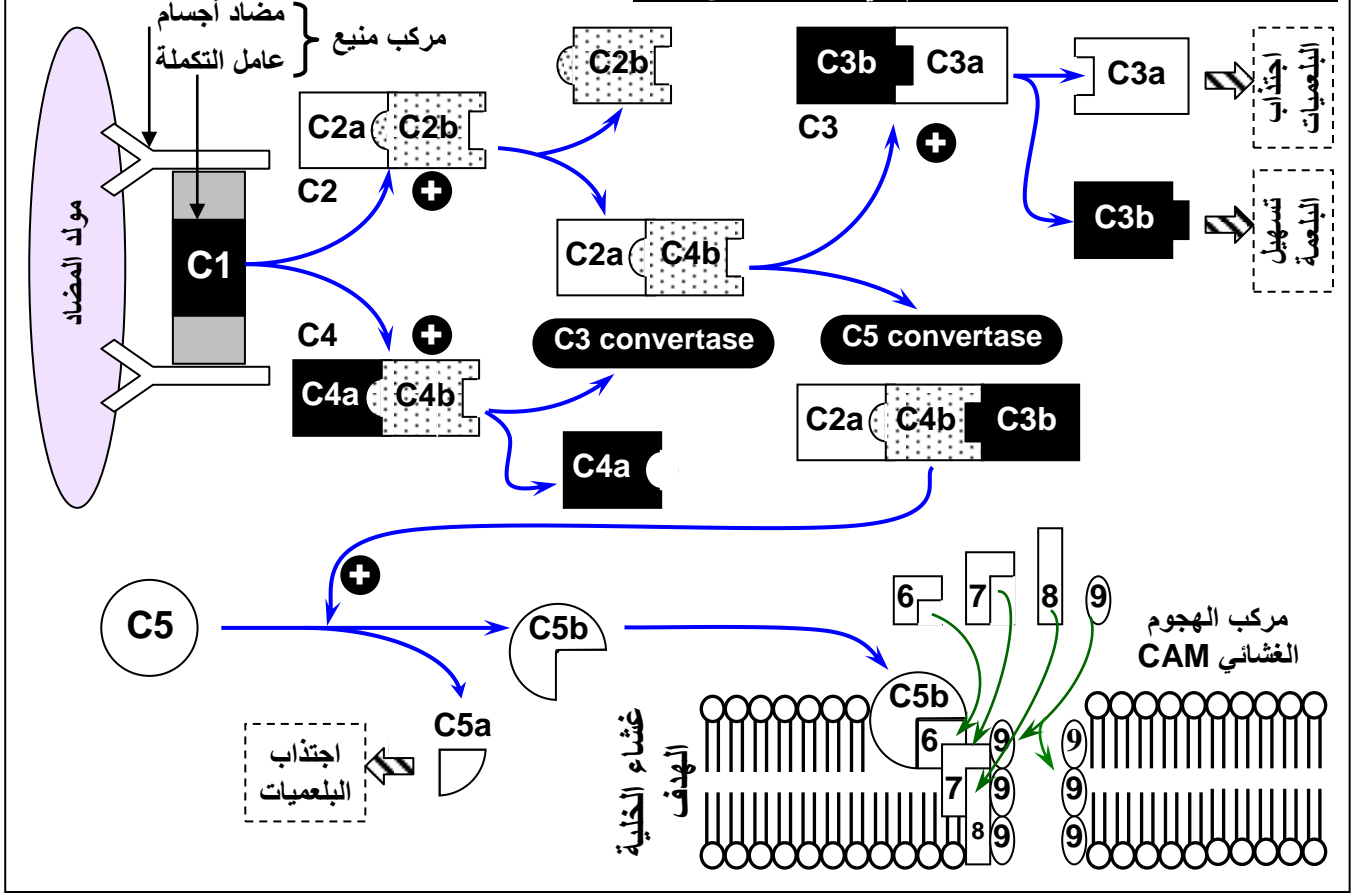 مضاد أجسام
عامل التكملة
مركب منيع
مولد المضاد
C1
C2a
C2b
C2
C4
C4a
C4b
C2b
C2a
C4b
C3 convertase
C4a
C3b
C3a
C3
C3a
اجتذاب
البلعميات
C3b
تسهيل
البلعمة
C5 convertase
C2a
C4b
C3b
C5
C5b
C5a
اجتذاب
البلعميات
6
7
8
9
مركب الهجوم
الغشائي CAM
غشاء الخلية
الهدف
C5b
6
7
8
9
9
9
9
9
9